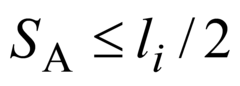 S_A ≤ l_i / 2